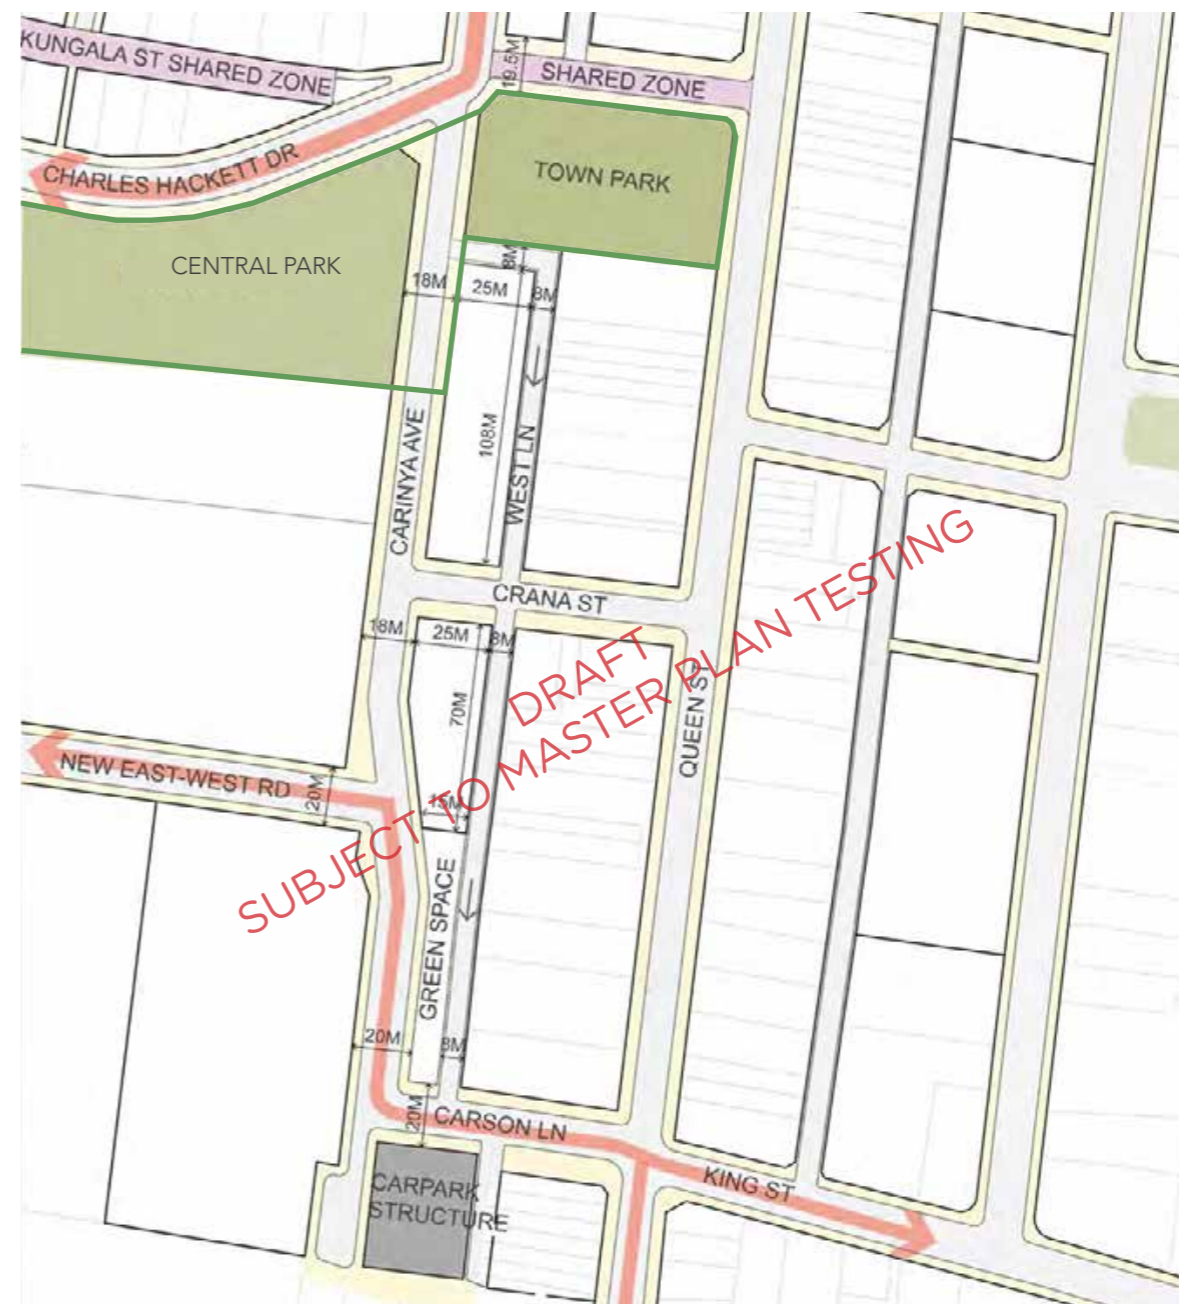 KUNGALA ST SHARED ZONE
19.5M
SHARED ZONE
CHARLES HACKETT DR
TOWN PARK
CENTRAL PARK
8M
18M
25M
8M
108M
CARINYA AVE
WEST LN
CRANA ST
18M
25M
8M
70M
QUEEN ST
DRAFT
SUBJECT TO MASTER PLAN TESTING
NEW EAST-WEST RD
20M
15M
GREEN SPACE
20M
8M
20M
CARSON LN
KING ST
CARPARK
STRUCTURE